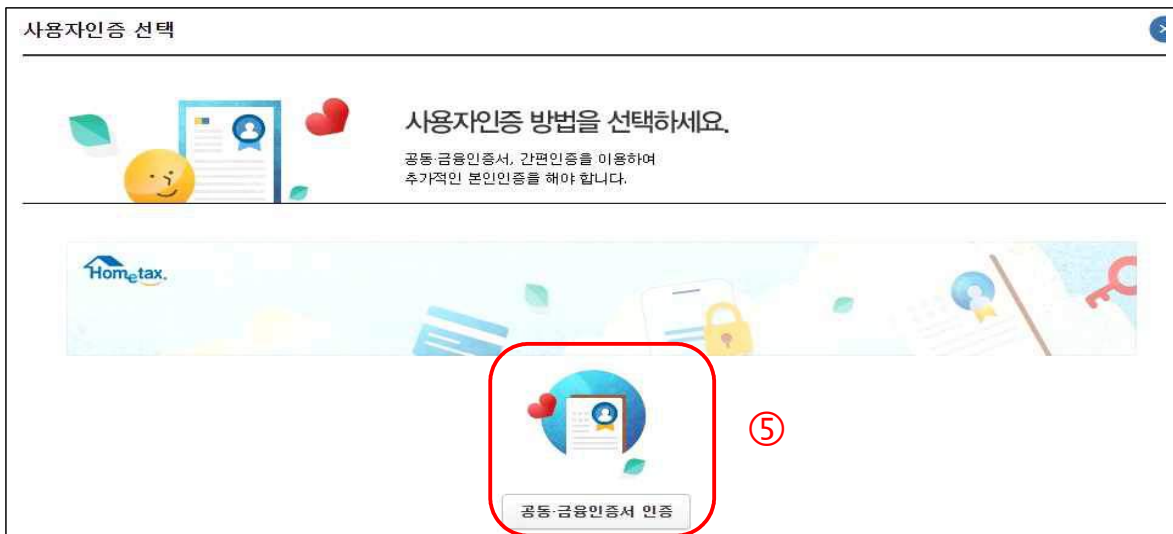 사용자인증 선택
사용자인증 방법을 선택하세요.
공동·금융인증서, 간편인증을 이용하여
추가적인 본인인증을 해야 합니다.
Hometax.
⑤
공동·금융인증서 인증